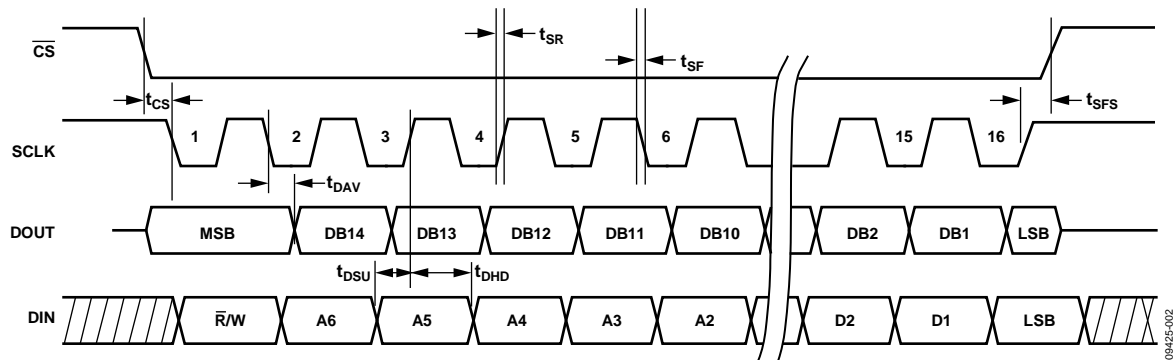 CS
tSR
tSF
tCS
tSFS
SCLK
1 2 3 4 5 6 15 16
tDAV
DOUT
MSB DB14 DB13 DB12 DB11 DB10 DB2 DB1 LSB
tDSU tDHD
DIN
R/W A6 A5 A4 A3 A2 D2 D1 LSB
09425-002